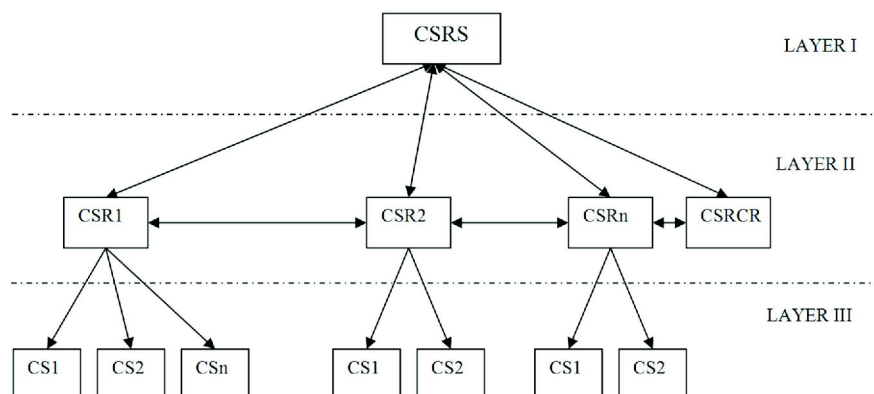 CSRS
LAYER I
LAYER II
CSR1
CSR2
CSRn
CSRCR
LAYER III
CS1
CS2
CSn
CS1
CS2
CS1
CS2